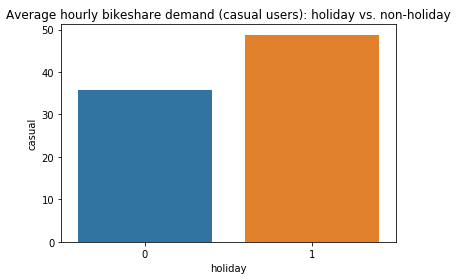 Average hourly bikeshare demand (casual users): holiday vs. non-holiday
50
40
30
20
10
0
casual
0 1
holiday